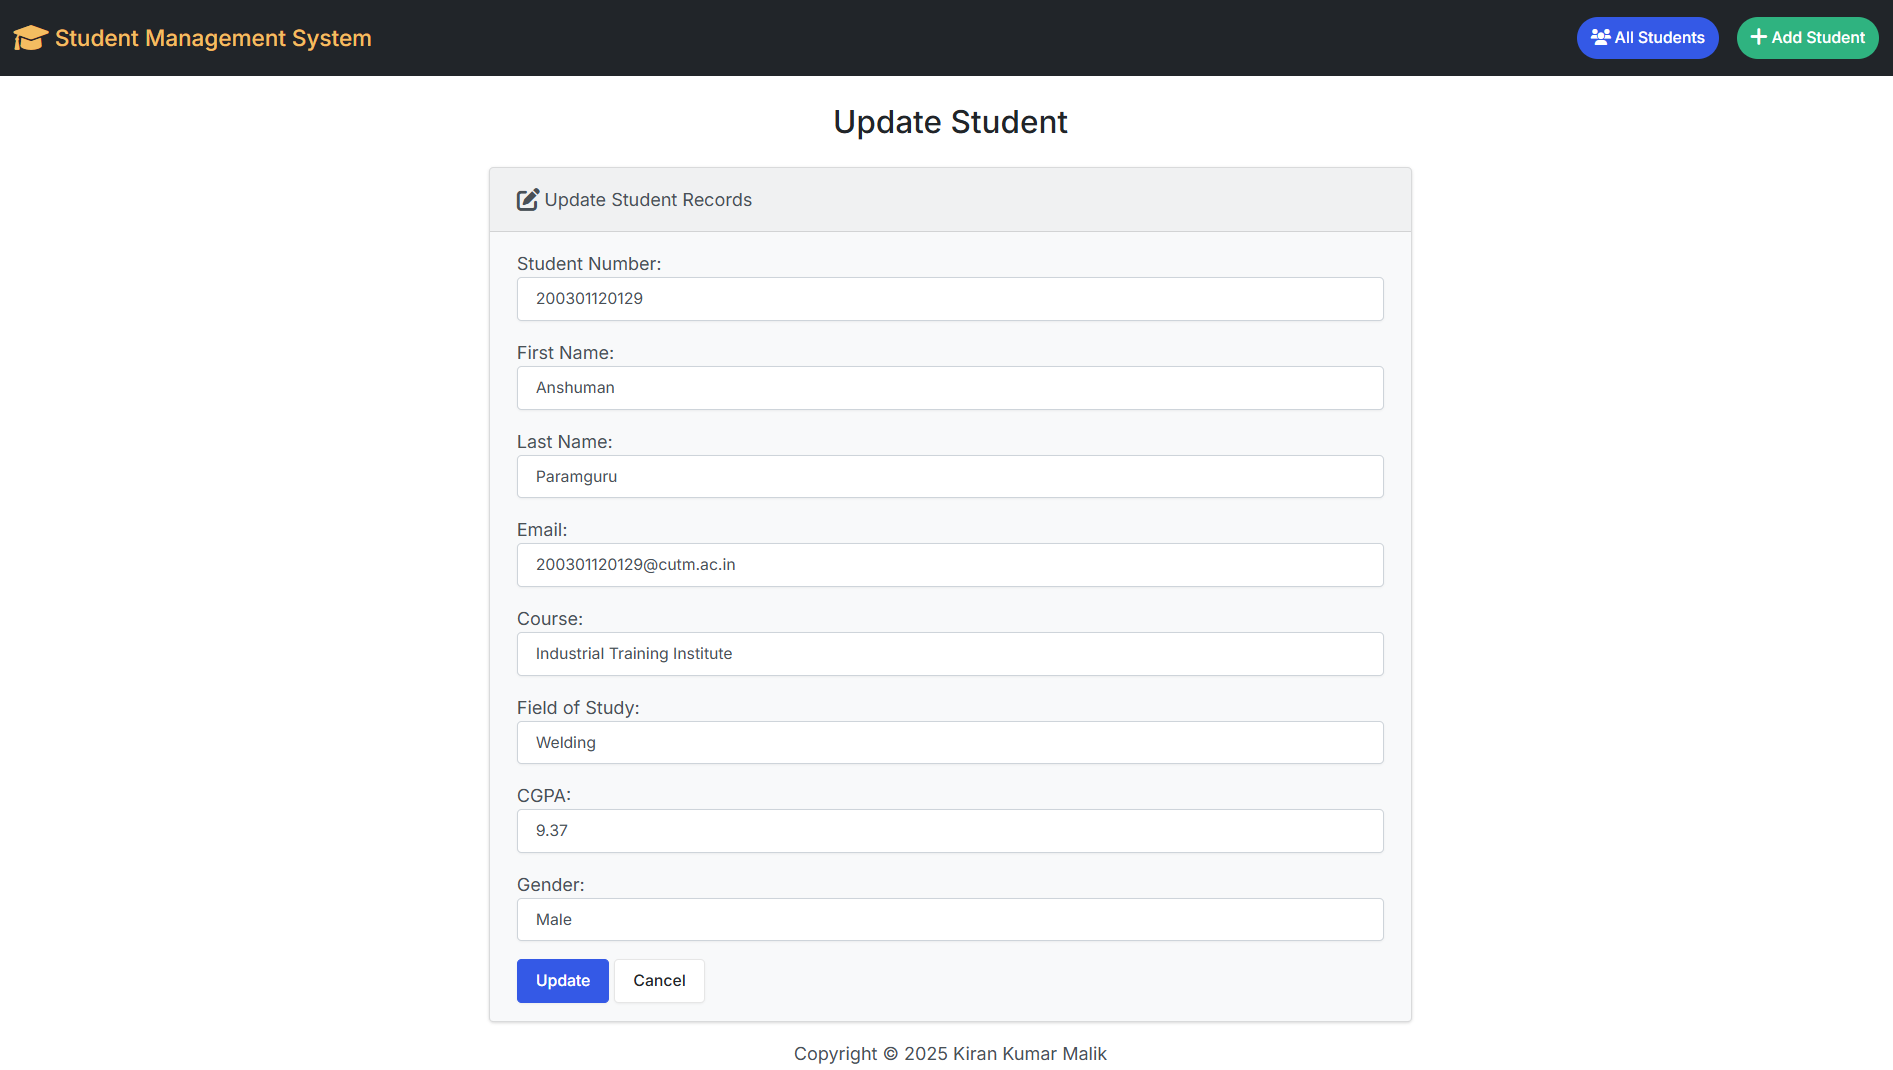 Student Management System
All Students
Add Student
Update Student
Update Student Records
Student Number:
200301120129
First Name:
Anshuman
Last Name:
Paramguru
Email:
200301120129@cutm.ac.in
Course:
Industrial Training Institute
Field of Study:
Welding
CGPA:
9.37
Gender:
Male
Update
Cancel
Copyright © 2025 Kiran Kumar Malik